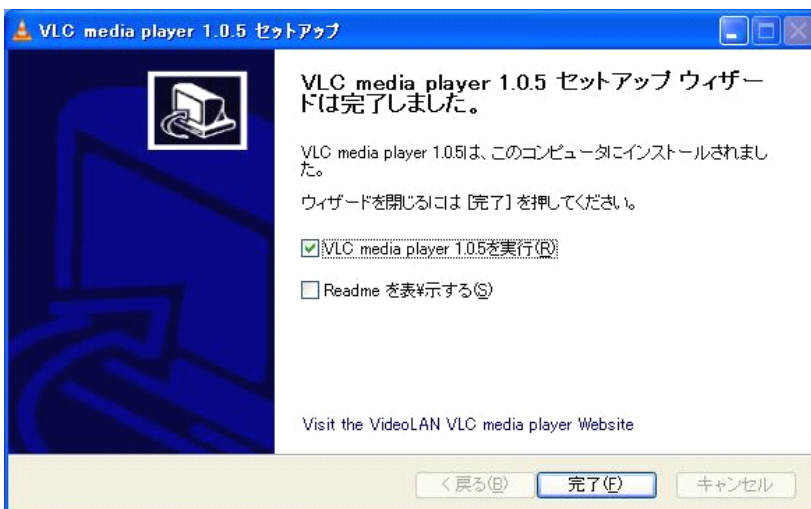 VLC media player 1.0.5 セットアップ
VLC media player 1.0.5 セットアップ ウィザー
ドは完了しました。
VLC media player 1.0.5は、このコンピュータにインストールされまし
た。
ウィザードを閉じるには [完了] を押してください。
VLC media player 1.0.5を実行(R)
Readme を表¥示する(S)
Visit the VideoLAN VLC media player Website
< 戻る(B)
完了(F)
キャンセル